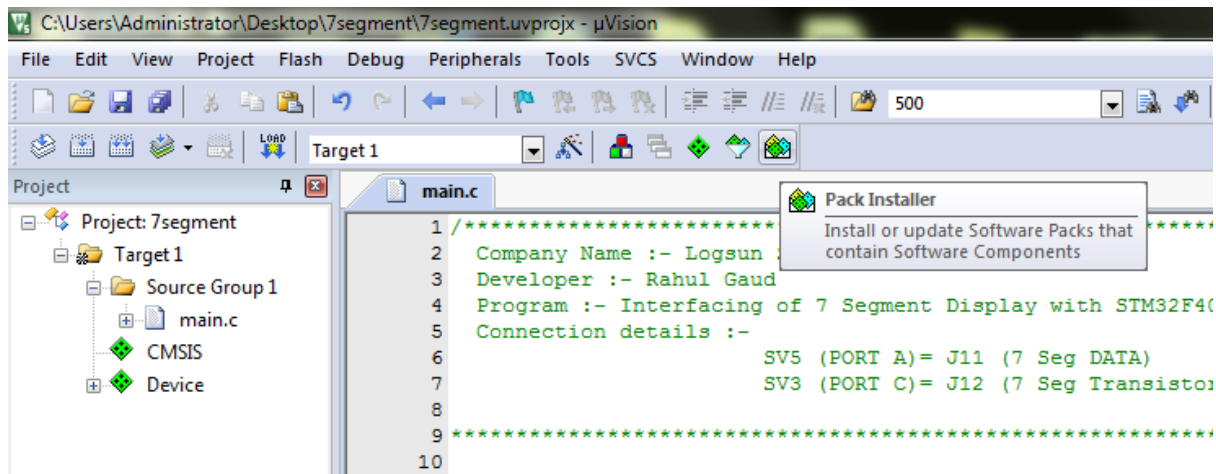 C:\Users\Administrator\Desktop\7segment\7segment.uvprojx - µVision
File Edit View Project Flash Debug Peripherals Tools SVCS Window Help
500
LOAD Target 1
Project
main.c
Project: 7segment
Target 1
Source Group 1
main.c
CMSIS
Device
Pack Installer
Install or update Software Packs that
contain Software Components
1 /*************************
2 Company Name :- Logsun
3 Developer :- Rahul Gaud
4 Program :- Interfacing of 7 Segment Display with STM32F40
5 Connection details :-
6 SV5 (PORT A)= J11 (7 Seg DATA)
7 SV3 (PORT C)= J12 (7 Seg Transistor
8
9 **********************************************************
10